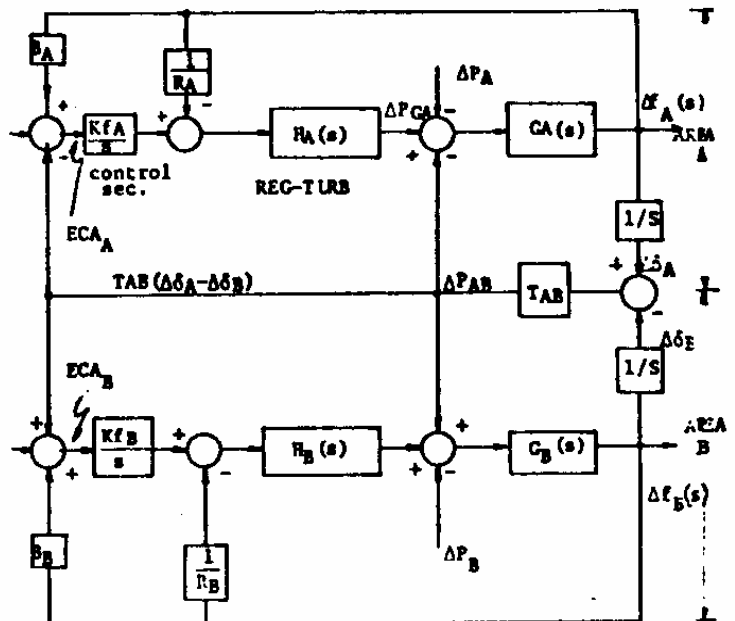 B_A
1
R_A
ΔP_A
Δf_A(s)
AREA
A
+
+
-
-
-
Kf_A
s
H_A(s)
ΔP_GA
GA(s)
+
-
-
control
sec.
REG-TURB
ECA_A
1/S
+
Δδ_A
TAB(Δδ_A-Δδ_B)
ΔP_AB
T_AB
-
1/S
Δδ_B
ECA_B
+
+
+
+
AREA
B
Kf_B
s
H_B(s)
G_B(s)
+
-
+
-
Δf_b(s)
B_B
1
R_B
ΔP_B